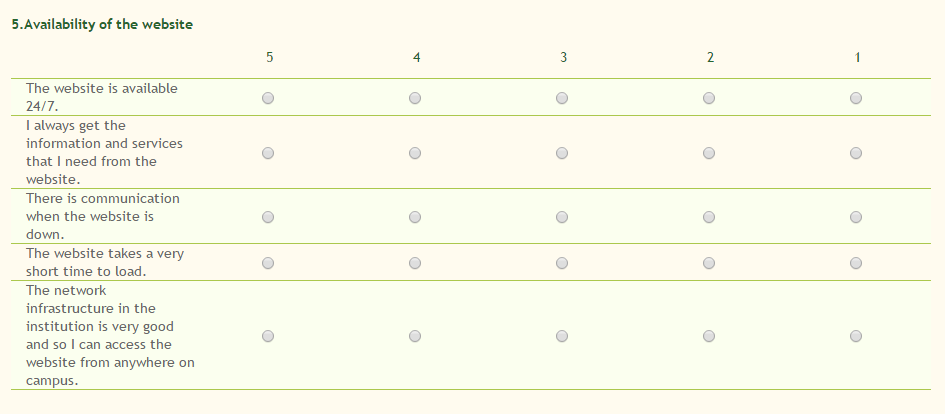 5.Availability of the website
5 4 3 2 1
The website is available
24/7.
I always get the
information and services
that I need from the
website.
There is communication
when the website is
down.
The website takes a very
short time to load.
The network
infrastructure in the
institution is very good
and so I can access the
website from anywhere on
campus.